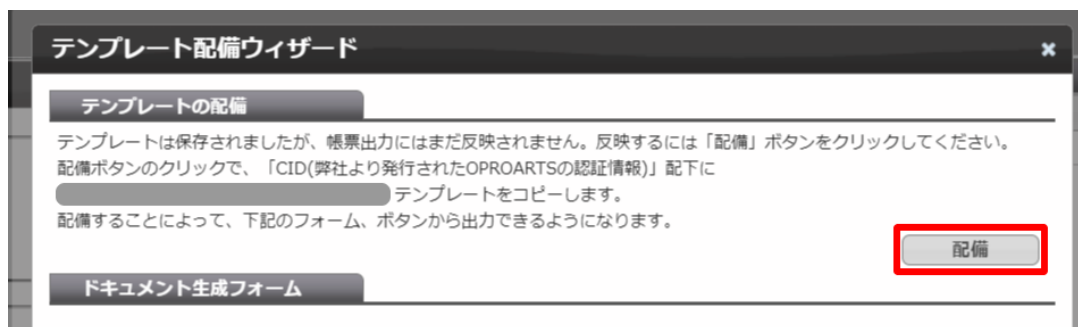 テンプレート配備ウィザード
テンプレートの配備
テンプレートは保存されましたが、帳票出力にはまだ反映されません。反映するには「配備」ボタンをクリックしてください。
配備ボタンのクリックで、「CID(弊社より発行されたOPROARTSの認証情報)」配下に
テンプレートをコピーします。
配備することによって、下記のフォーム、ボタンから出力できるようになります。
配備
ドキュメント生成フォーム